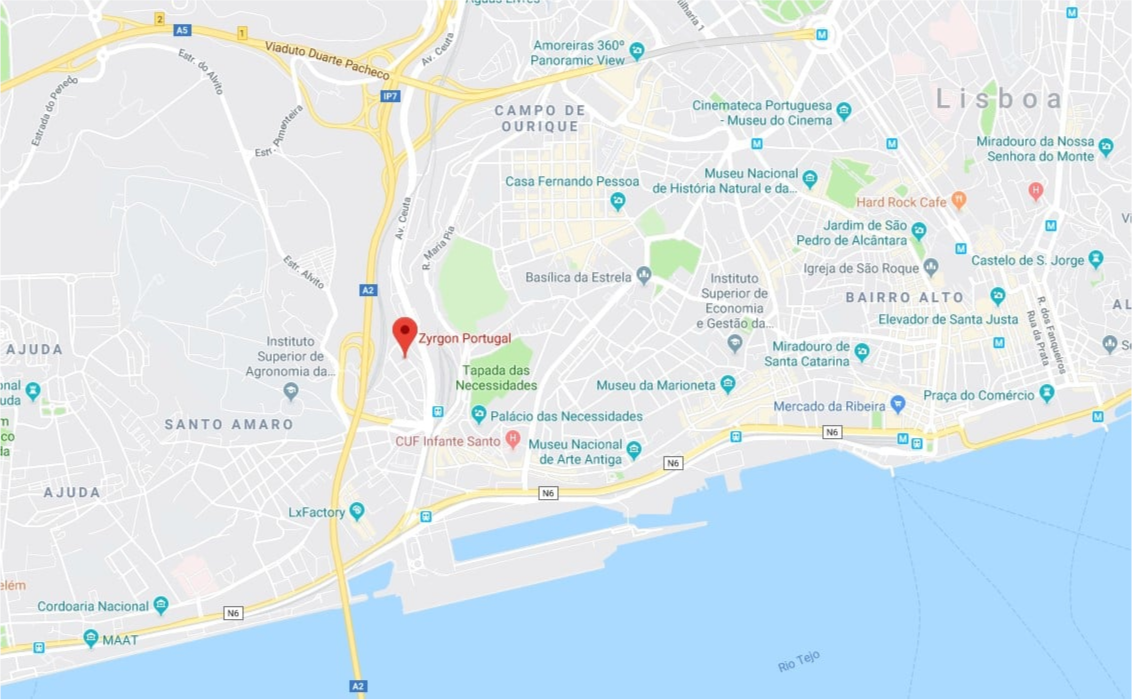 Águas Livres
2
A5
1
Viaduto Duarte Pacheco
Av. Ceuta
Estr. do Alvito
Estrada do Penedo
Estr. Pimenteira
IP7
Amoreiras 360º
Panoramic View
M
M
CAMPO DE
OURIQUE
Cinemateca Portuguesa
- Museu do Cinema
Lisboa
M
M
Miradouro da Nossa
Senhora do Monte
Museu Nacional
de História Natural e da...
Casa Fernando Pessoa
H
Hard Rock Cafe
Av. Ceuta
R. Maria Pia
Jardim de São
Pedro de Alcântara
M
M
Estr. Alvito
A2
Basílica da Estrela
Igreja de São Roque
Castelo de S. Jorge
Instituto
Superior de
Economia
e Gestão da...
BAIRRO ALTO
Elevador de Santa Justa
R. dos Fanqueiros
Rua da Prata
AL
Zyrgon Portugal
Instituto
Superior de
Agronomia da...
AJUDA
Miradouro de
Santa Catarina
M
Tapada das
Necessidades
Museu da Marioneta
Praça do Comércio
Mercado da Ribeira
Palácio das Necessidades
M
SANTO AMARO
CUF Infante Santo
H
Museu Nacional
de Arte Antiga
N6
M
N6
N6
AJUDA
LxFactory
elém
Cordoaria Nacional
N6
MAAT
Rio Tejo
A2